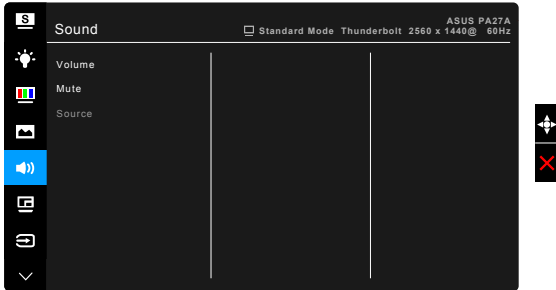 S
Sound
ASUS PA27A
Standard Mode Thunderbolt 2560 x 1440@ 60Hz
Volume
Mute
Source